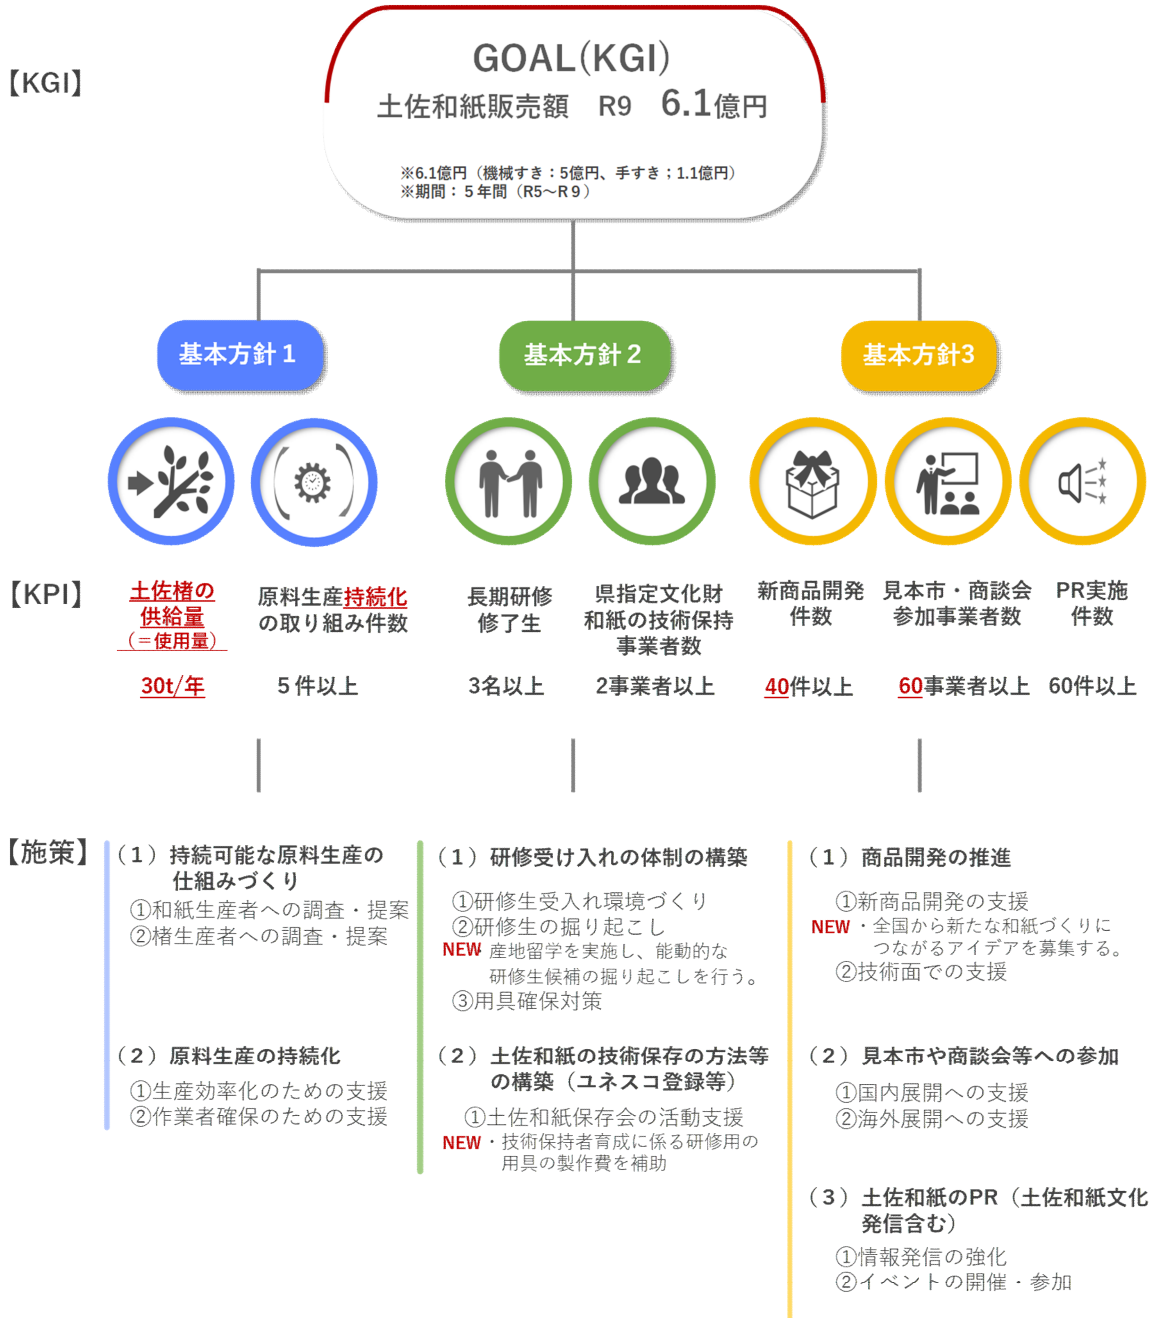 【KGI】
GOAL(KGI)
土佐和紙販売額 R9 6.1億円
※6.1億円（機械すき：5億円、手すき；1.1億円）
※期間：５年間（R5～R９）
基本方針１
基本方針２
基本方針3
【KPI】
土佐楮の
供給量
（＝使用量）
30t/年
原料生産持続化
の取り組み件数
５件以上
長期研修
修了生
3名以上
県指定文化財
和紙の技術保持
事業者数
2事業者以上
新商品開発
件数
40件以上
見本市・商談会
参加事業者数
60事業者以上
PR実施
件数
60件以上
【施策】
（１）持続可能な原料生産の
仕組みづくり
①和紙生産者への調査・提案
②楮生産者への調査・提案
（２）原料生産の持続化
①生産効率化のための支援
②作業者確保のための支援
（１）研修受け入れの体制の構築
①研修生受入れ環境づくり
②研修生の掘り起こし
NEW・産地留学を実施し、能動的な
研修生候補の掘り起こしを行う。
③用具確保対策
（２）土佐和紙の技術保存の方法等
の構築（ユネスコ登録等）
①土佐和紙保存会の活動支援
NEW・技術保持者育成に係る研修用の
用具の製作費を補助
（１）商品開発の推進
①新商品開発の支援
NEW・全国から新たな和紙づくりに
つながるアイデアを募集する。
②技術面での支援
（２）見本市や商談会等への参加
①国内展開への支援
②海外展開への支援
（３）土佐和紙のPR（土佐和紙文化
発信含む）
①情報発信の強化
②イベントの開催・参加